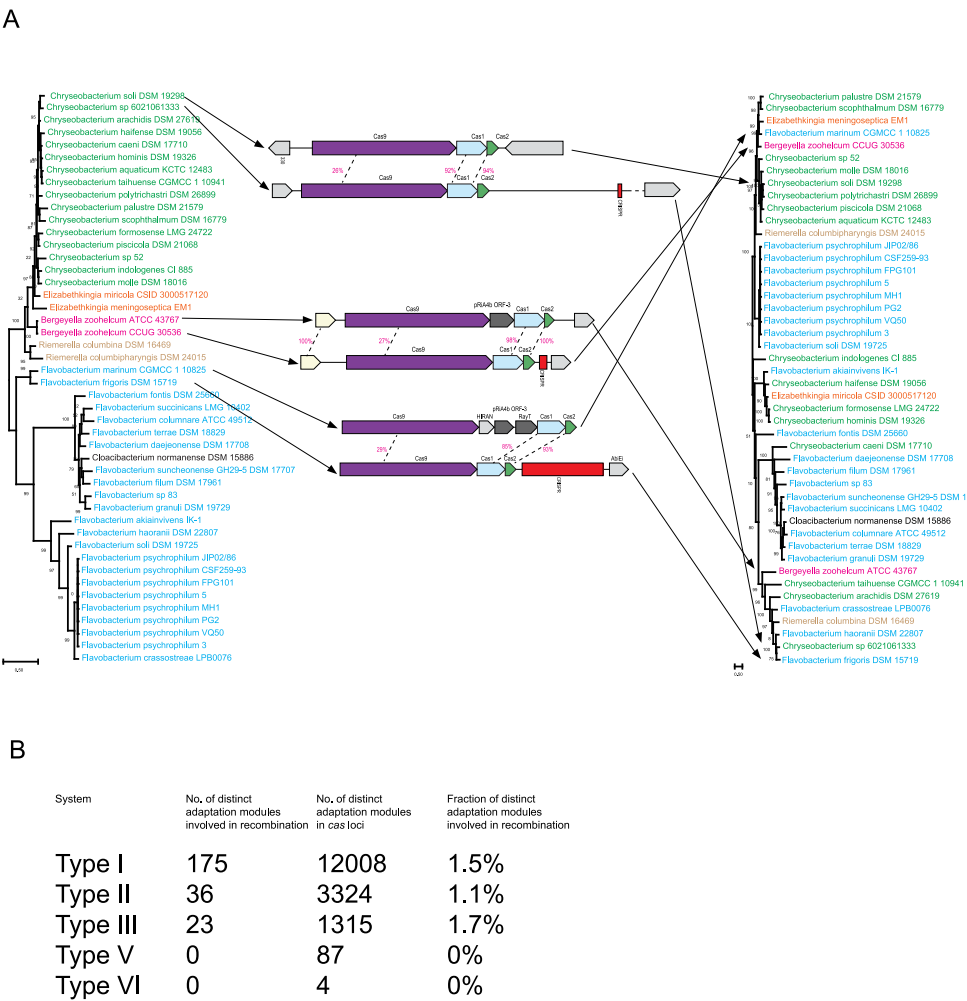 A
Chryseobacterium soli DSM 19298
Chryseobacterium sp 6021061333
Chryseobacterium arachidis DSM 27619
Chryseobacterium haifense DSM 19056
Chryseobacterium caeni DSM 17710
Chryseobacterium hominis DSM 19326
Chryseobacterium aquaticum KCTC 12483
Chryseobacterium taihuense CGMCC 1 10941
Chryseobacterium polytrichastri DSM 26899
Chryseobacterium palustre DSM 21579
Chryseobacterium scophthmum DSM 16779
Chryseobacterium formosense LMG 24722
Chryseobacterium piscicola DSM 21068
Chryseobacterium sp 52
Chryseobacterium indologenes CI 885
Chryseobacterium molle DSM 18016
Elizabethkingia miricola CSID 3000517120
Elizabethkingia meningoseptica EM1
Bergeyella zoohelcum ATCC 43767
Bergeyella zoohelcum CCUG 30536
Riemerella columbina DSM 16469
Riemerella columbipharyngis DSM 24015
Flavobacterium marinum CGMCC 1 10825
Flavobacterium frigoris DSM 15719
Flavobacterium fontis DSM 25660
Flavobacterium succinicans LMG 10402
Flavobacterium columnare ATCC 49512
Flavobacterium terrae DSM 18829
Flavobacterium daejeonense DSM 17708
Cloacibacterium normanense DSM 15886
Flavobacterium suncheonense GH29-5 DSM 17707
Flavobacterium filum DSM 17961
Flavobacterium sp 83
Flavobacterium granuli DSM 19729
Flavobacterium akiainvivens IK-1
Flavobacterium haoranii DSM 22807
Flavobacterium soli DSM 19725
Flavobacterium psychrophilum JIP02/86
Flavobacterium psychrophilum CSF259-93
Flavobacterium psychrophilum FPG101
Flavobacterium psychrophilum 5
Flavobacterium psychrophilum MH1
Flavobacterium psychrophilum PG2
Flavobacterium psychrophilum VQ50
Flavobacterium psychrophilum 3
Flavobacterium crassostreae LPB0076
Cas9 Cas1 Cas2
26% 92% 94%
Cas9 Cas1 Cas2
CRISPR
Cas9 pRiA4b ORF-3 Cas1 Cas2
100% 27% 98% 100%
Cas9 Cas1 Cas2
CRISPR
Cas9 HIRAN pRiA4b ORF-3 RayT Cas1 Cas2
29% 85% 93%
Cas9 Cas1 Cas2 AbiEi
CRISPR
Chryseobacterium palustre DSM 21579
Chryseobacterium scophthmum DSM 16779
Elizabethkingia meningoseptica EM1
Flavobacterium marinum CGMCC 1 10825
Bergeyella zoohelcum CCUG 30536
Chryseobacterium sp 52
Chryseobacterium molle DSM 18016
Chryseobacterium soli DSM 19298
Chryseobacterium polytrichastri DSM 26899
Chryseobacterium piscicola DSM 21068
Chryseobacterium aquaticum KCTC 12483
Riemerella columbipharyngis DSM 24015
Flavobacterium psychrophilum JIP02/86
Flavobacterium psychrophilum CSF259-93
Flavobacterium psychrophilum FPG101
Flavobacterium psychrophilum 5
Flavobacterium psychrophilum MH1
Flavobacterium psychrophilum PG2
Flavobacterium psychrophilum VQ50
Flavobacterium psychrophilum 3
Flavobacterium soli DSM 19725
Chryseobacterium indologenes CI 885
Flavobacterium akiainvivens IK-1
Chryseobacterium haifense DSM 19056
Elizabethkingia miricola CSID 3000517120
Chryseobacterium formosense LMG 24722
Chryseobacterium hominis DSM 19326
Flavobacterium fontis DSM 25660
Chryseobacterium caeni DSM 17710
Flavobacterium daejeonense DSM 17708
Flavobacterium filum DSM 17961
Flavobacterium sp 83
Flavobacterium suncheonense GH29-5 DSM 1
Flavobacterium succinicans LMG 10402
Cloacibacterium normanense DSM 15886
Flavobacterium columnare ATCC 49512
Flavobacterium terrae DSM 18829
Flavobacterium granuli DSM 19729
Bergeyella zoohelcum ATCC 43767
Chryseobacterium taihuense CGMCC 1 10941
Chryseobacterium arachidis DSM 27619
Flavobacterium crassostreae LPB0076
Riemerella columbina DSM 16469
Flavobacterium haoranii DSM 22807
Chryseobacterium sp 6021061333
Flavobacterium frigoris DSM 15719
B
System
No. of distinct
adaptation modules
involved in recombination
No. of distinct
adaptation modules
in cas loci
Fraction of distinct
adaptation modules
involved in recombination
Type I 175 12008 1.5%
Type II 36 3324 1.1%
Type III 23 1315 1.7%
Type V 0 87 0%
Type VI 0 4 0%